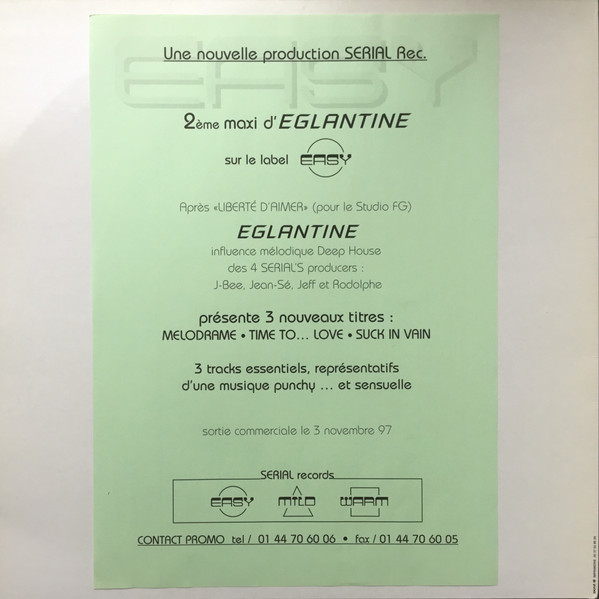 EASY
Une nouvelle production SERIAL Rec.
2ème maxi d'EGLANTINE
sur le label EASY
Après «LIBERTÉ D'AIMER» (pour le Studio FG)
EGLANTINE
influence mélodique Deep House
des 4 SERIAL'S producers :
J-Bee, Jean-Sé, Jeff et Rodolphe
présente 3 nouveaux titres :
MELODRAME • TIME TO... LOVE • SUCK IN VAIN
3 tracks essentiels, représentatifs
d'une musique punchy ... et sensuelle
sortie commerciale le 3 novembre 97
SERIAL records
EASY MILD WARM
CONTACT PROMO tel / 01 44 70 60 06 • fax / 01 44 70 60 05